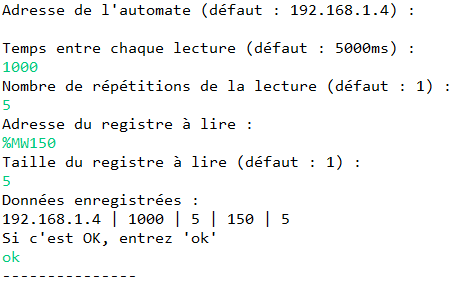 Adresse de l'automate (défaut : 192.168.1.4) :
Temps entre chaque lecture (défaut : 5000ms) :
1000
Nombre de répétitions de la lecture (défaut : 1) :
5
Adresse du registre à lire :
%MW150
Taille du registre à lire (défaut : 1) :
5
Données enregistrées :
192.168.1.4 | 1000 | 5 | 150 | 5
Si c'est OK, entrez 'ok'
ok
---------------